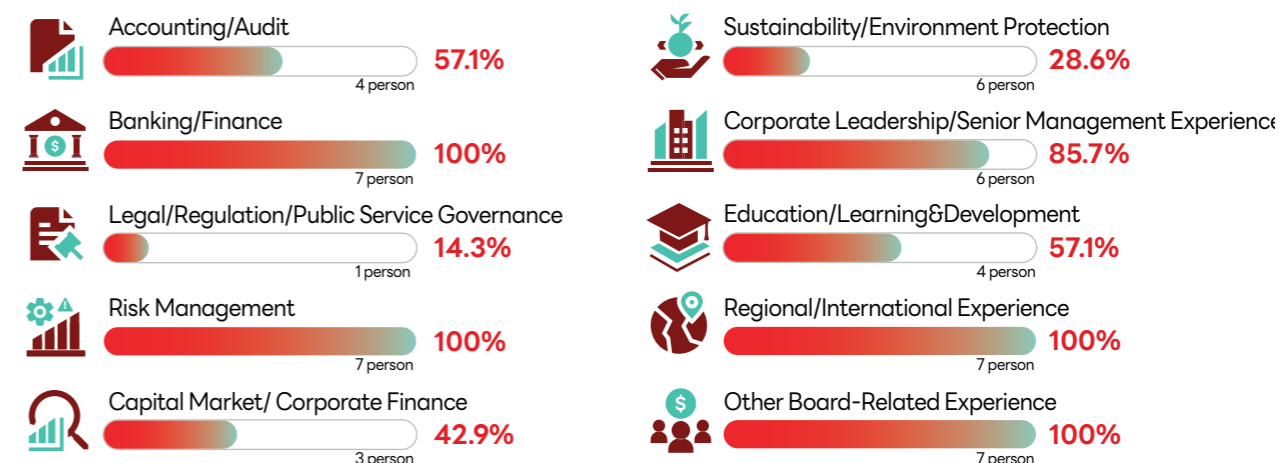 Accounting/Audit
57.1%
4 person
Banking/Finance
100%
7 person
Legal/Regulation/Public Service Governance
14.3%
1 person
Risk Management
100%
7 person
Capital Market/ Corporate Finance
42.9%
3 person
Sustainability/Environment Protection
28.6%
6 person
Corporate Leadership/Senior Management Experience
85.7%
6 person
Education/Learning&Development
57.1%
4 person
Regional/International Experience
100%
7 person
Other Board-Related Experience
100%
7 person